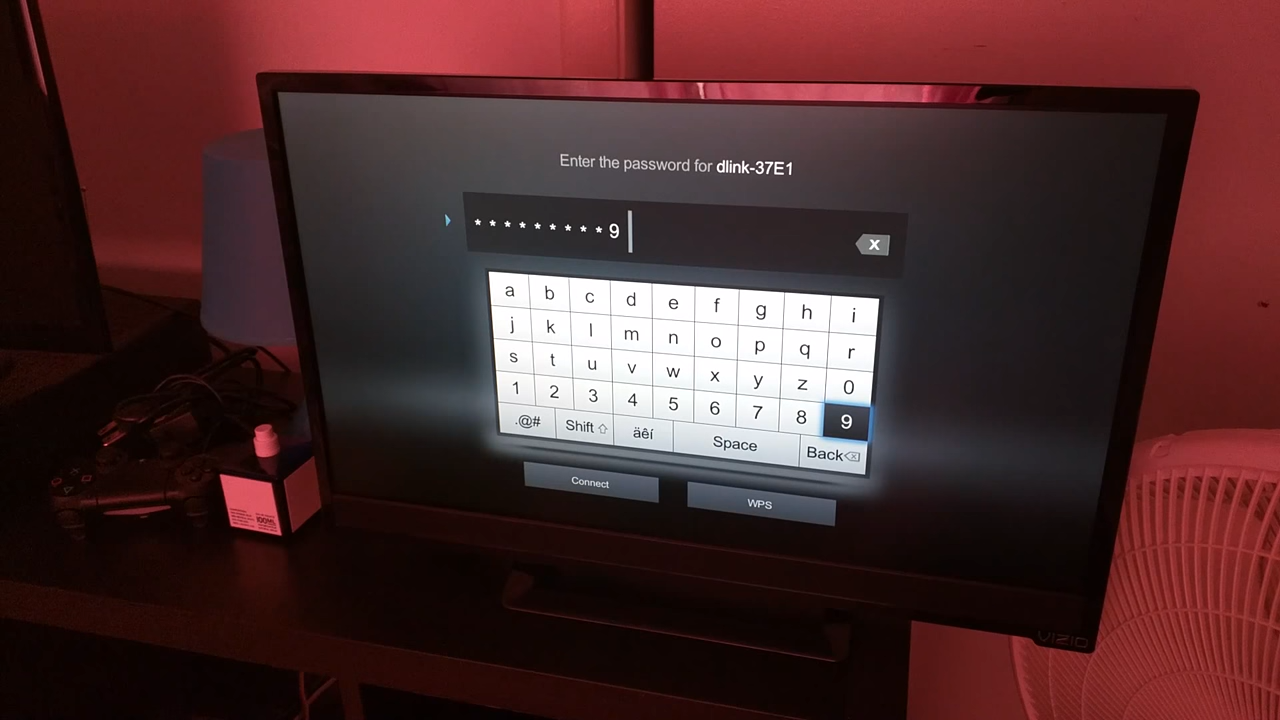 Enter the password for dlink-37E1
* * * * * * * * * 9
X
a b c d e f g h i
j k l m n o p q r
s t u v w x y z 0
1 2 3 4 5 6 7 8 9
.@# Shift äêí Space Back
Connect WPS
100ML
VIZIO